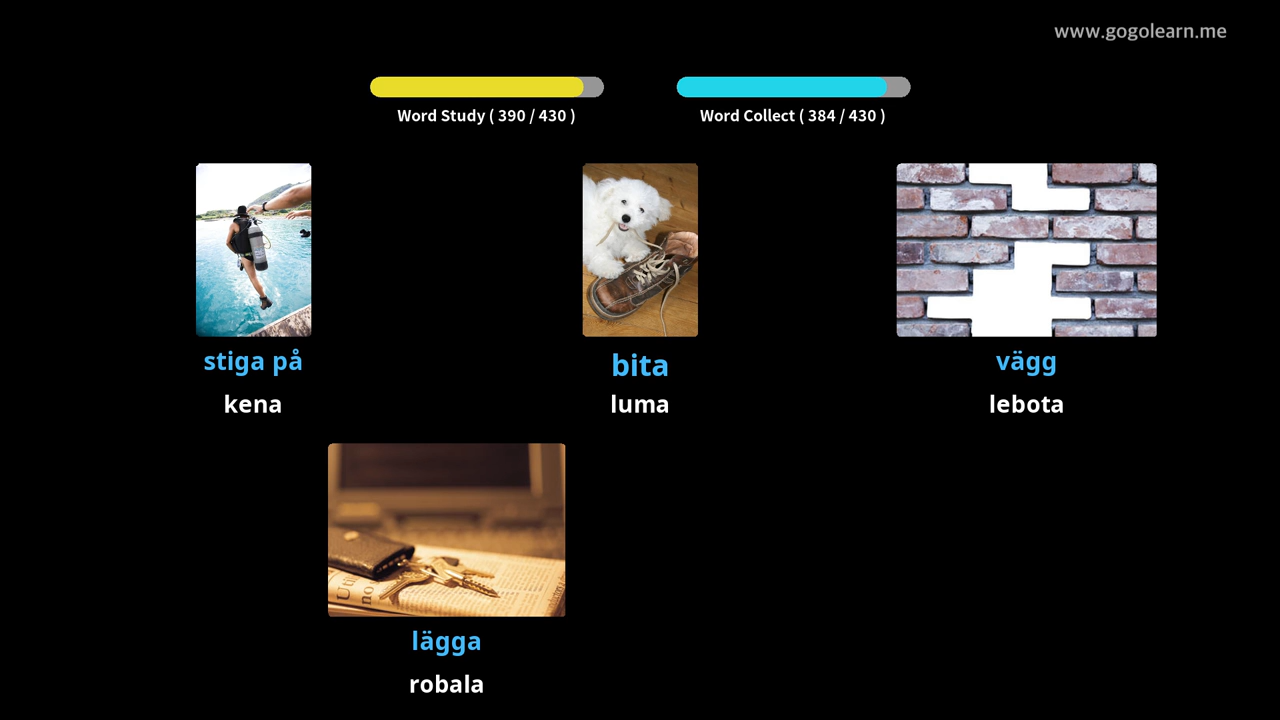 www.gogolearn.me
Word Study ( 390 / 430 )
Word Collect ( 384 / 430 )
stiga på
kena
bita
luma
vägg
lebota
lägga
robala